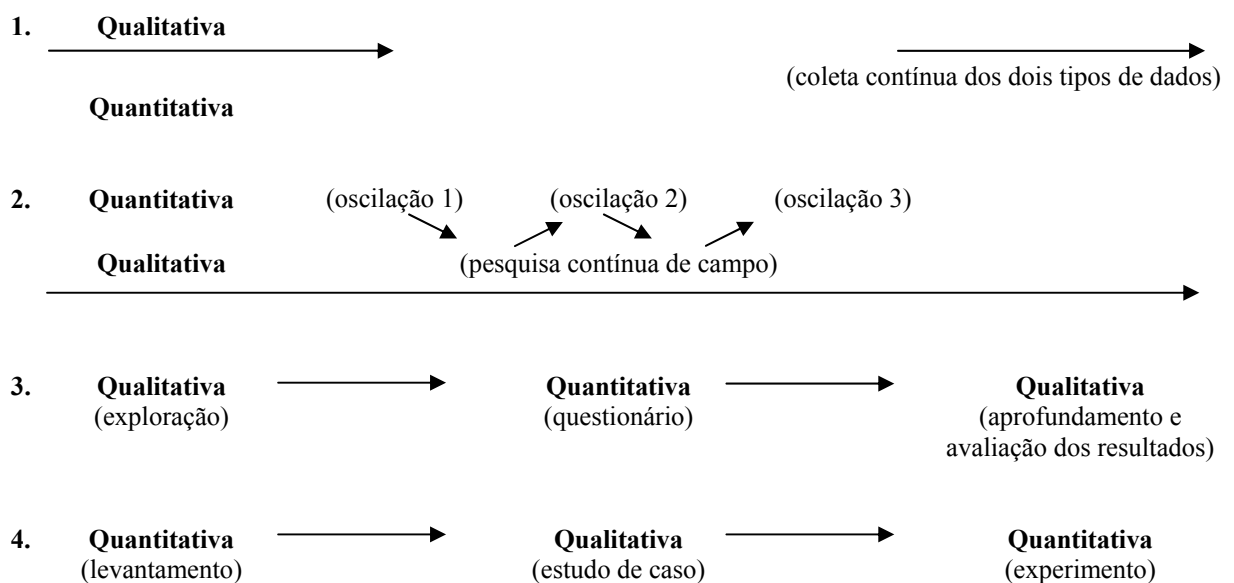 1. Qualitativa
(coleta contínua dos dois tipos de dados)
Quantitativa
2. Quantitativa (oscilação 1) (oscilação 2) (oscilação 3)
Qualitativa (pesquisa contínua de campo)
3. Qualitativa Quantitativa Qualitativa
(exploração) (questionário) (aprofundamento e
avaliação dos resultados)
4. Quantitativa Qualitativa Quantitativa
(levantamento) (estudo de caso) (experimento)